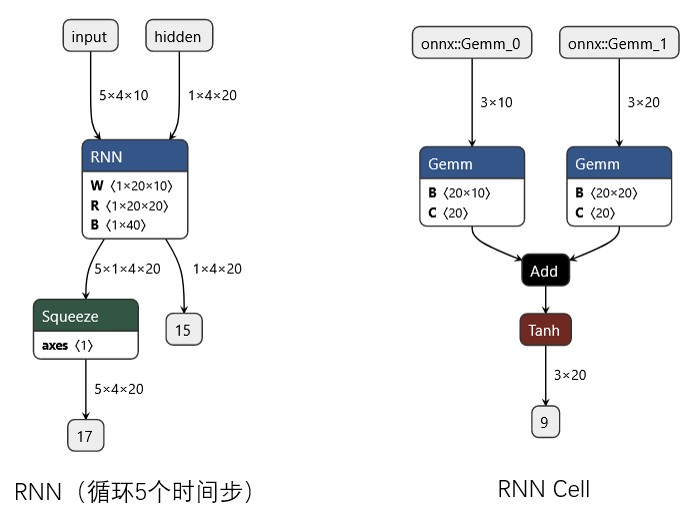 input
hidden
5×4×10
1×4×20
RNN
W 〈1×20×10〉
R 〈1×20×20〉
B 〈1×40〉
5×1×4×20
1×4×20
Squeeze
axes 〈1〉
15
5×4×20
17
RNN（循环5个时间步）
onnx::Gemm_0
onnx::Gemm_1
3×10
3×20
Gemm
B 〈20×10〉
C 〈20〉
Gemm
B 〈20×20〉
C 〈20〉
Add
Tanh
3×20
9
RNN Cell